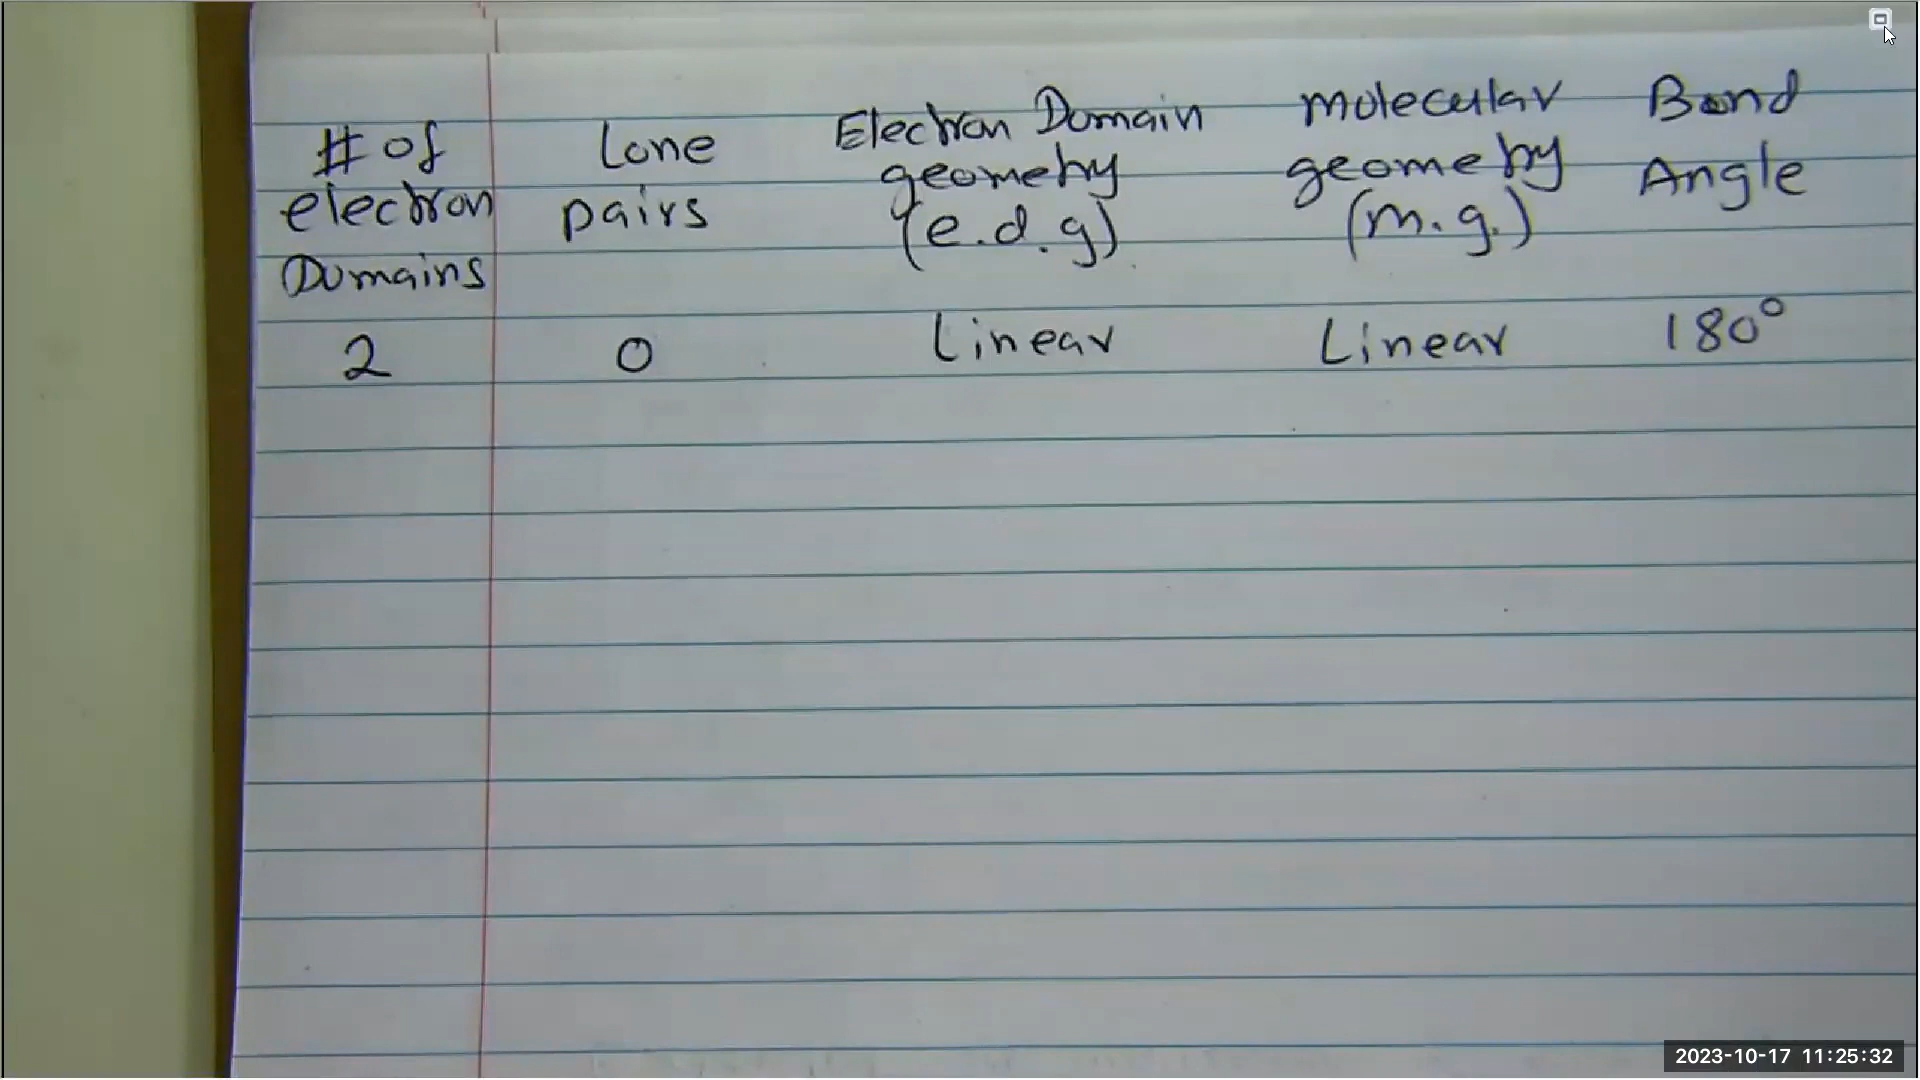 # of electron Domains
Lone pairs
Electron Domain geometry (e.d.g)
molecular geometry (m.g.)
Bond Angle
2 0 Linear Linear 180°
2023-10-17 11:25:32